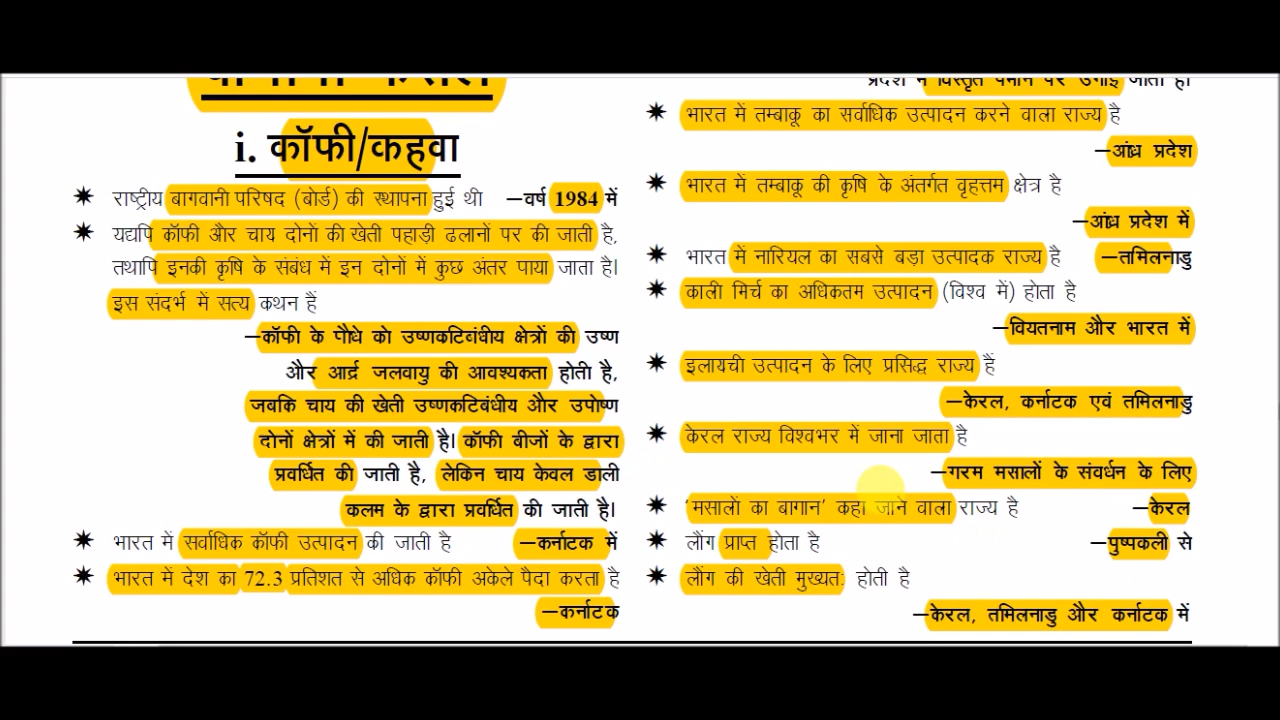 i. कॉफी/कहवा
✷ राष्ट्रीय बागवानी परिषद (बोर्ड) की स्थापना हुई थी –वर्ष 1984 में
✷ यद्यपि कॉफी और चाय दोनों की खेती पहाड़ी ढलानों पर की जाती है,
तथापि इनकी कृषि के संबंध में इन दोनों में कुछ अंतर पाया जाता है।
इस संदर्भ में सत्य कथन हैं
–कॉफी के पौधे को उष्णकटिबंधीय क्षेत्रों की उष्ण
और आर्द्र जलवायु की आवश्यकता होती है,
जबकि चाय की खेती उष्णकटिबंधीय और उपोष्ण
दोनों क्षेत्रों में की जाती है। कॉफी बीजों के द्वारा
प्रवर्धित की जाती है, लेकिन चाय केवल डाली
कलम के द्वारा प्रवर्धित की जाती है।
✷ भारत में सर्वाधिक कॉफी उत्पादन की जाती है –कर्नाटक में
✷ भारत में देश का 72.3 प्रतिशत से अधिक कॉफी अकेले पैदा करता है
–कर्नाटक
प्रदेश में विस्तृत पैमाने पर उगाई जाती है।
✷ भारत में तम्बाकू का सर्वाधिक उत्पादन करने वाला राज्य है
–आंध्र प्रदेश
✷ भारत में तम्बाकू की कृषि के अंतर्गत वृहत्तम क्षेत्र है
–आंध्र प्रदेश में
भारत में नारियल का सबसे बड़ा उत्पादक राज्य है –तमिलनाडु
✷ काली मिर्च का अधिकतम उत्पादन (विश्व में) होता है
–वियतनाम और भारत में
✷ इलायची उत्पादन के लिए प्रसिद्ध राज्य हैं
–केरल, कर्नाटक एवं तमिलनाडु
✷ केरल राज्य विश्वभर में जाना जाता है
–गरम मसालों के संवर्धन के लिए
✷ 'मसालों का बागान' कहा जाने वाला राज्य है –केरल
✷ लौंग प्राप्त होता है –पुष्पकली से
✷ लौंग की खेती मुख्यत: होती है
–केरल, तमिलनाडु और कर्नाटक में